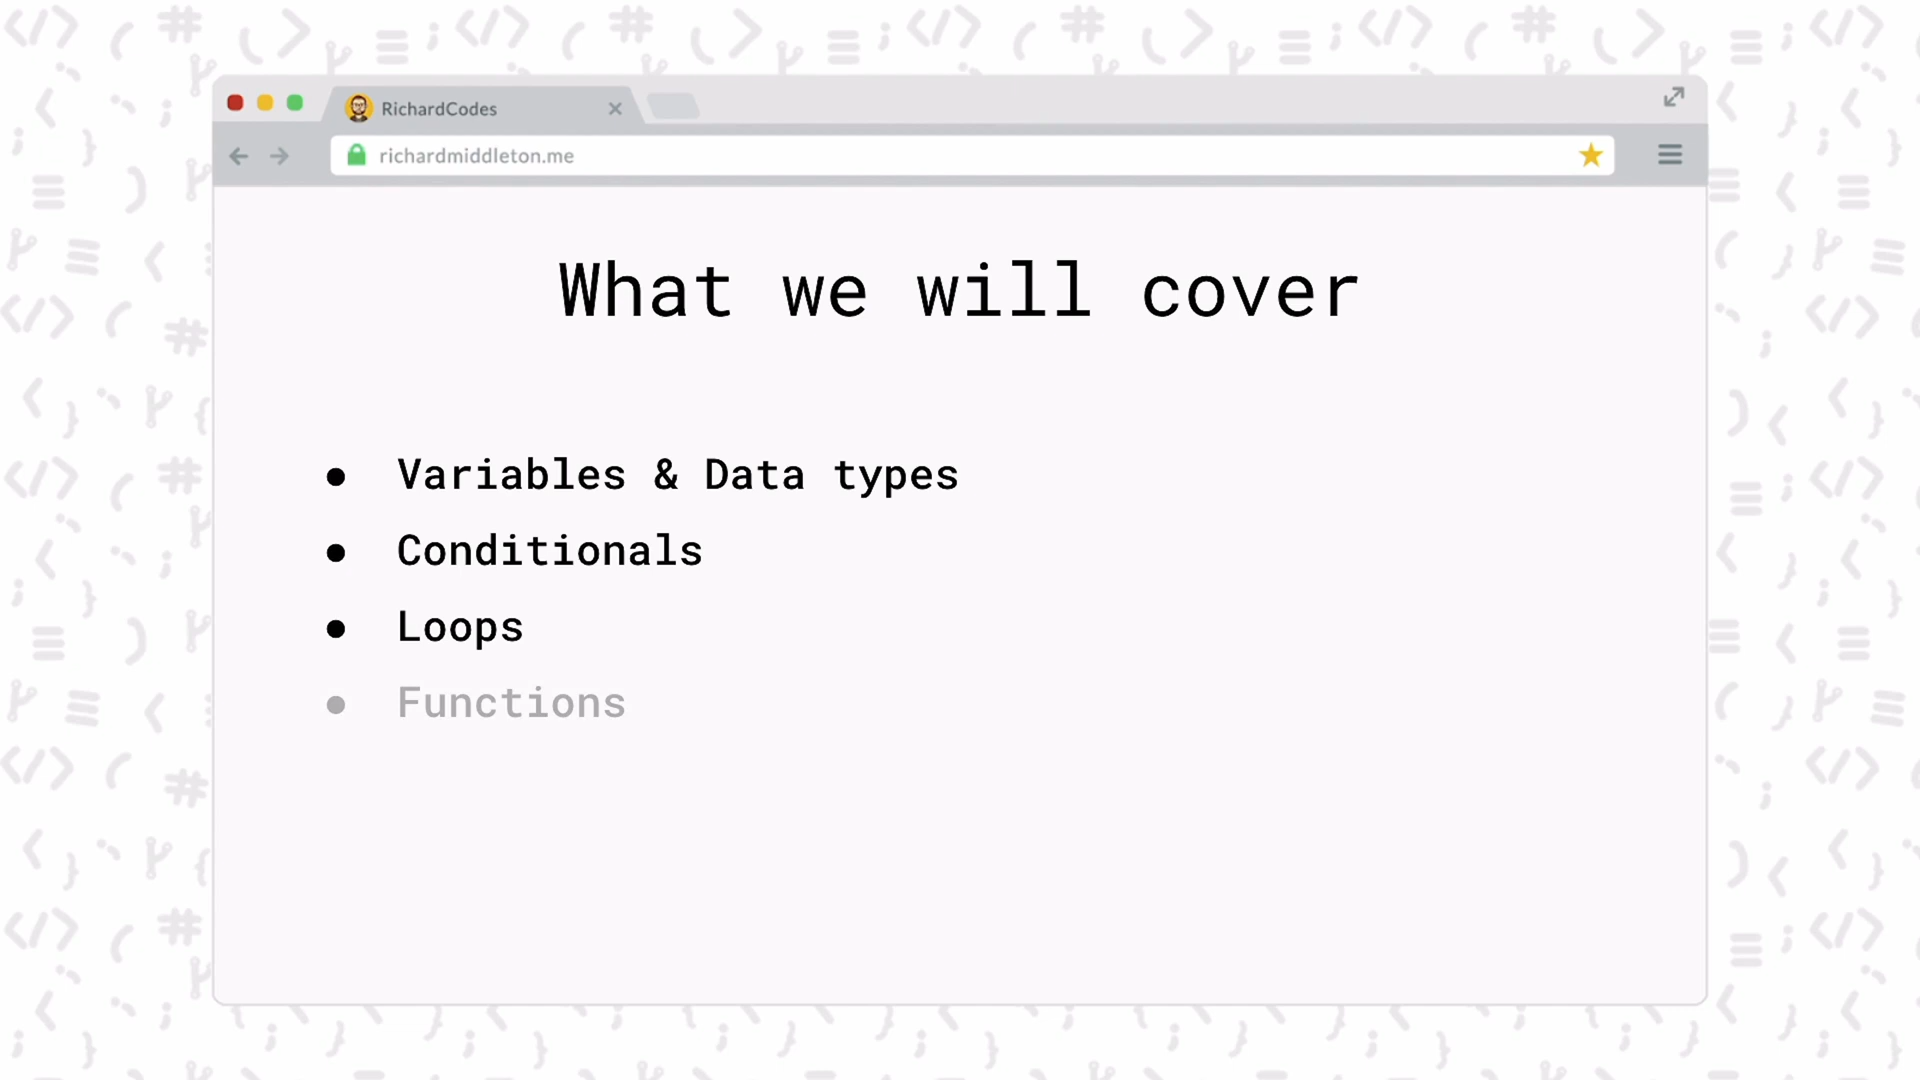 RichardCodes
richardmiddleton.me
What we will cover
● Variables & Data types
● Conditionals
● Loops
● Functions